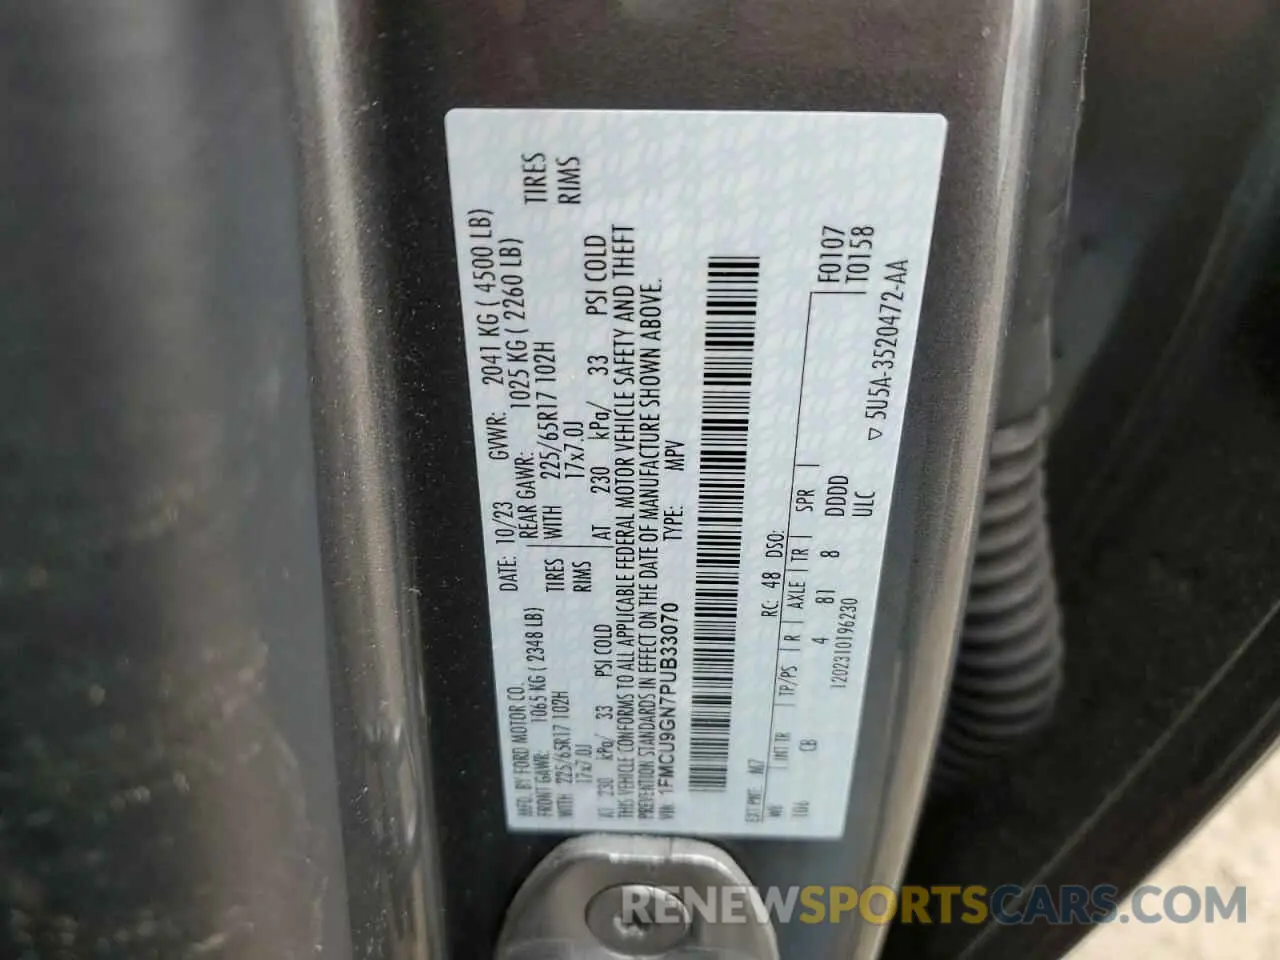 MFD. BY FORD MOTOR CO. DATE: 10/23 GVWR: 2041 KG ( 4500 LB)
FRONT GAWR: 1065 KG ( 2348 LB) REAR GAWR: 1025 KG ( 2260 LB)
WITH 225/65R17 102H TIRES WITH 225/65R17 102H TIRES
17x7.0J RIMS 17x7.0J RIMS
AT 230 kPa/ 33 PSI COLD AT 230 kPa/ 33 PSI COLD
THIS VEHICLE CONFORMS TO ALL APPLICABLE FEDERAL MOTOR VEHICLE SAFETY AND THEFT
PREVENTION STANDARDS IN EFFECT ON THE DATE OF MANUFACTURE SHOWN ABOVE.
VIN: 1FMCU9GN7PUB33070 TYPE: MPV
EXT PNT: M7 RC: 48 DSO:
WB INT TR TP/PS R AXLE TR SPR F0107
106 CB 4 81 8 DDDD T0158
1202310196230 ULC
▽ 5U5A-3520472-AA
RENEWSPORTSCARS.COM